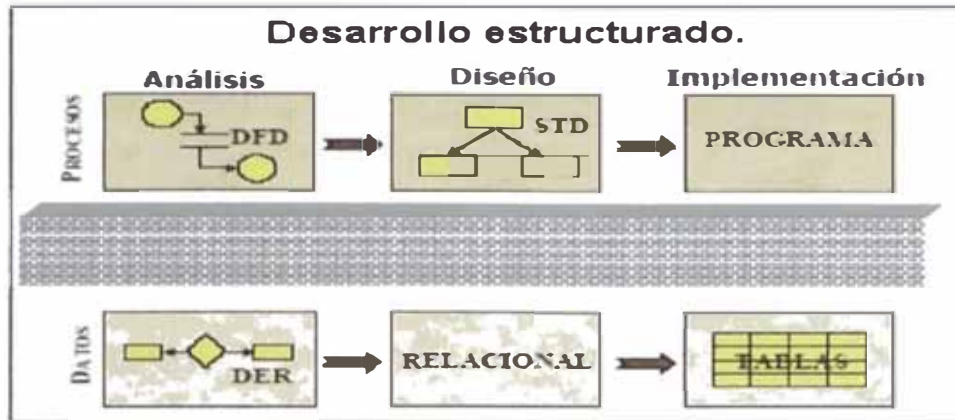 Desarrollo estructurado.
Análisis
Diseño
Implementación
PROCESOS
DFD
STD
PROGRAMA
DATOS
DER
RELACIONAL
TABLAS